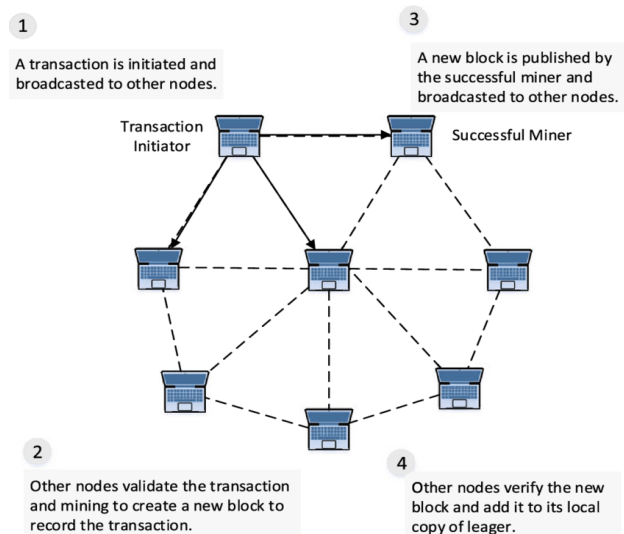 1
A transaction is initiated and
broadcasted to other nodes.
3
A new block is published by
the successful miner and
broadcasted to other nodes.
Transaction
Initiator
Successful Miner
2
Other nodes validate the transaction
and mining to create a new block to
record the transaction.
4
Other nodes verify the new
block and add it to its local
copy of leager.